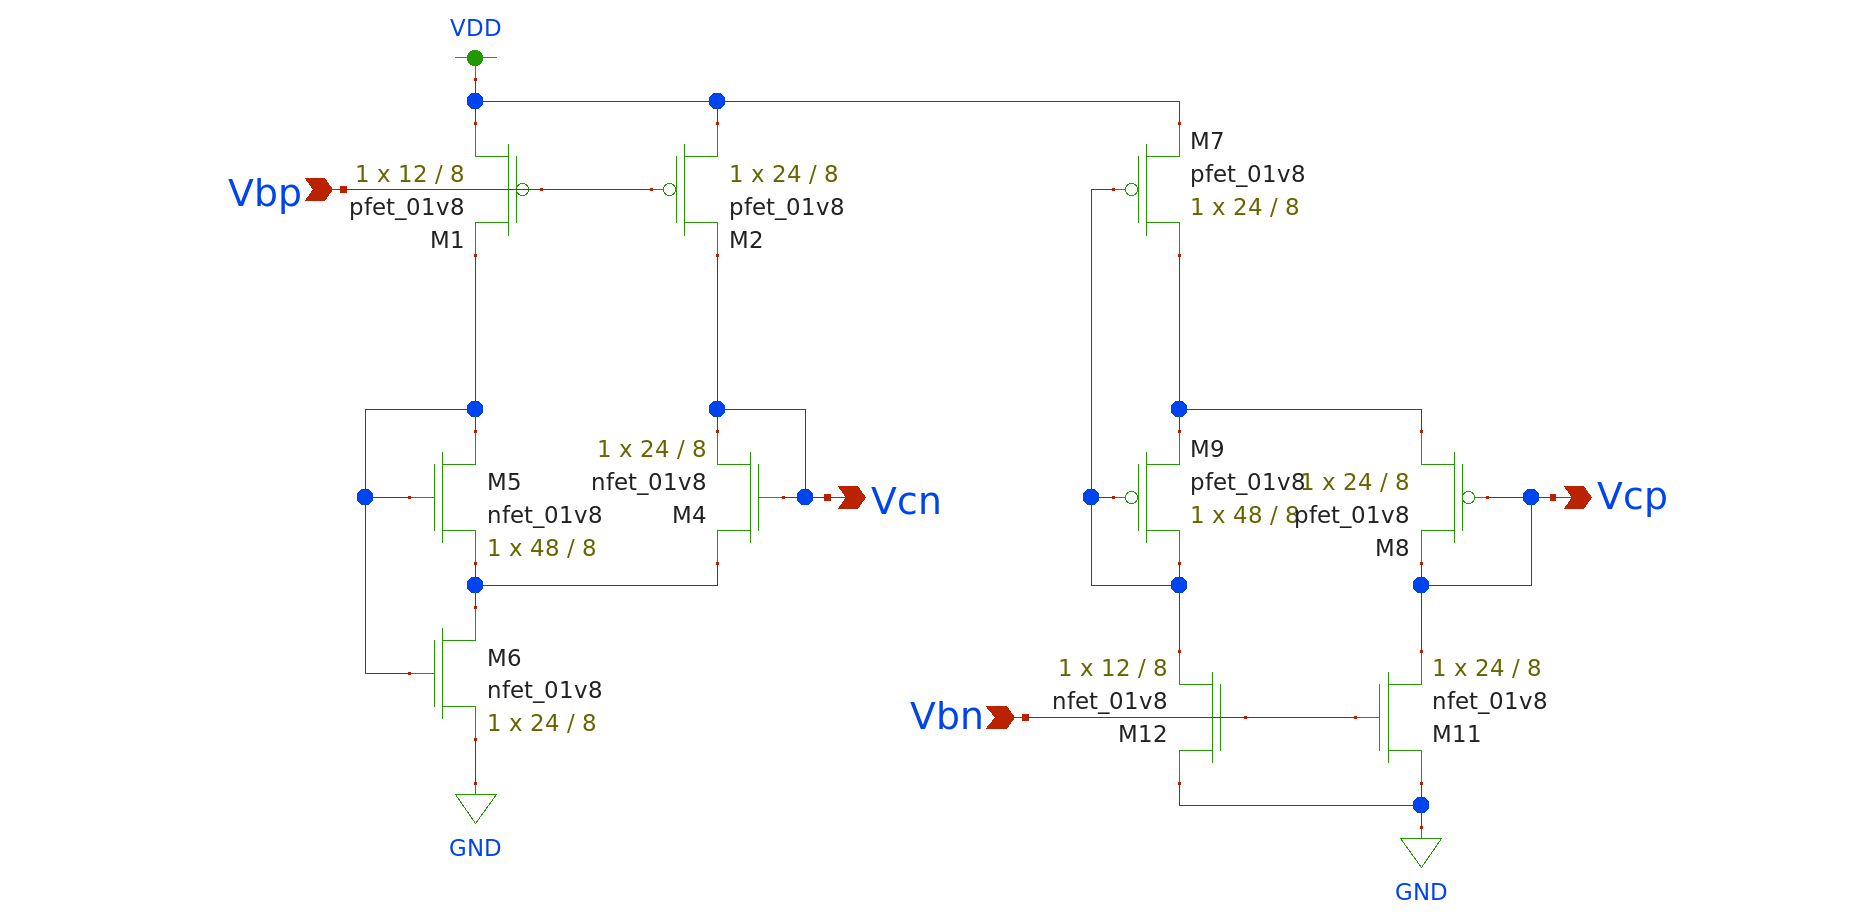 VDD
Vbp
1 x 12 / 8
pfet_01v8
M1
1 x 24 / 8
pfet_01v8
M2
M7
pfet_01v8
1 x 24 / 8
M5
nfet_01v8
1 x 48 / 8
1 x 24 / 8
nfet_01v8
M4
Vcn
M9
pfet_01v8
1 x 48 / 8
1 x 24 / 8
pfet_01v8
M8
Vcp
M6
nfet_01v8
1 x 24 / 8
GND
Vbn
1 x 12 / 8
nfet_01v8
M12
1 x 24 / 8
nfet_01v8
M11
GND